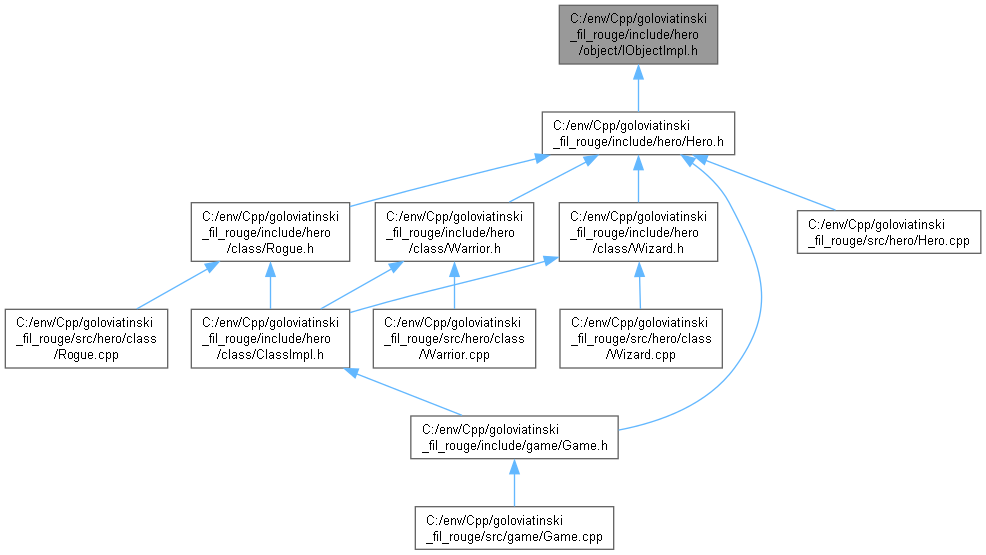 C:/env/Cpp/goloviatinski
_fil_rouge/include/hero
/object/IObjectImpl.h
C:/env/Cpp/goloviatinski
_fil_rouge/include/hero/Hero.h
C:/env/Cpp/goloviatinski
_fil_rouge/include/hero
/class/Rogue.h
C:/env/Cpp/goloviatinski
_fil_rouge/include/hero
/class/Warrior.h
C:/env/Cpp/goloviatinski
_fil_rouge/include/hero
/class/Wizard.h
C:/env/Cpp/goloviatinski
_fil_rouge/src/hero/Hero.cpp
C:/env/Cpp/goloviatinski
_fil_rouge/src/hero/class
/Rogue.cpp
C:/env/Cpp/goloviatinski
_fil_rouge/include/hero
/class/ClassImpl.h
C:/env/Cpp/goloviatinski
_fil_rouge/src/hero/class
/Warrior.cpp
C:/env/Cpp/goloviatinski
_fil_rouge/src/hero/class
/Wizard.cpp
C:/env/Cpp/goloviatinski
_fil_rouge/include/game/Game.h
C:/env/Cpp/goloviatinski
_fil_rouge/src/game/Game.cpp